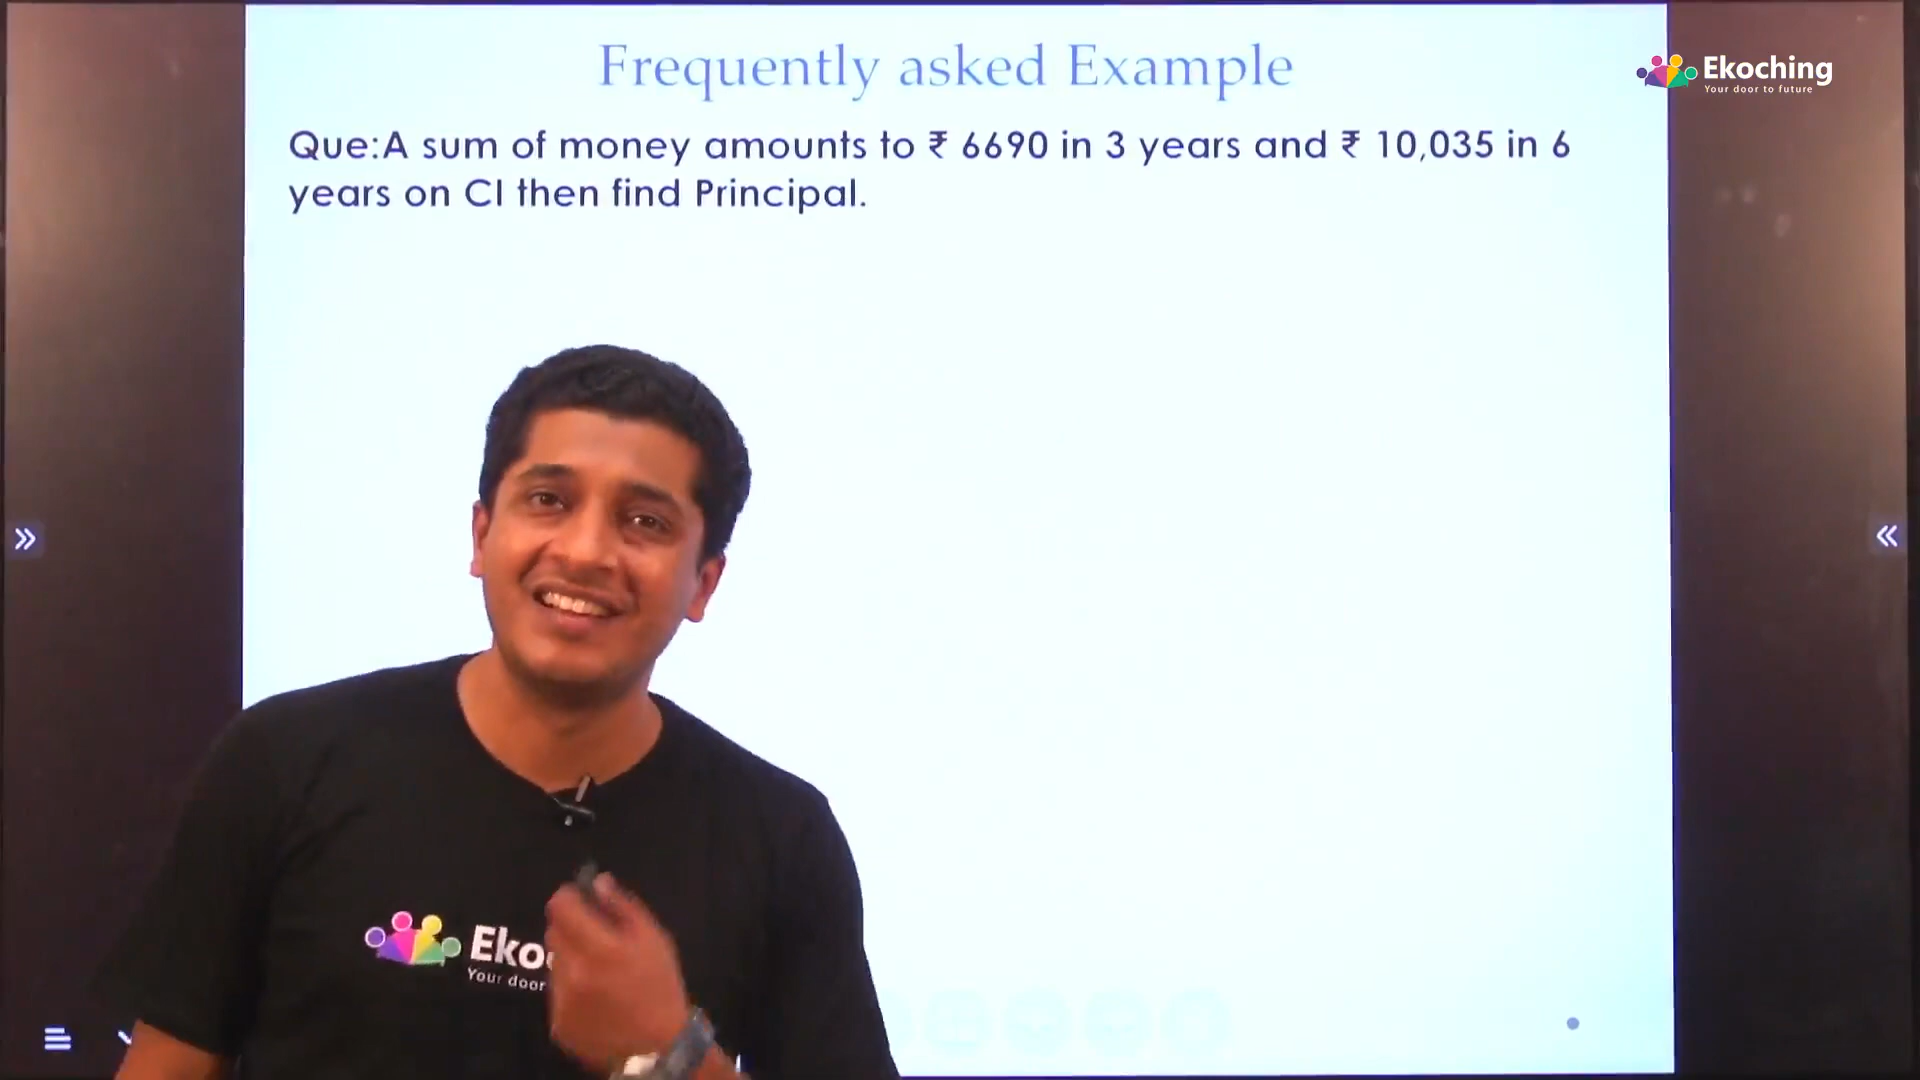 Frequently asked Example
Ekoching
Your door to future
Que:A sum of money amounts to ₹ 6690 in 3 years and ₹ 10,035 in 6
years on CI then find Principal.
Eko
Your door